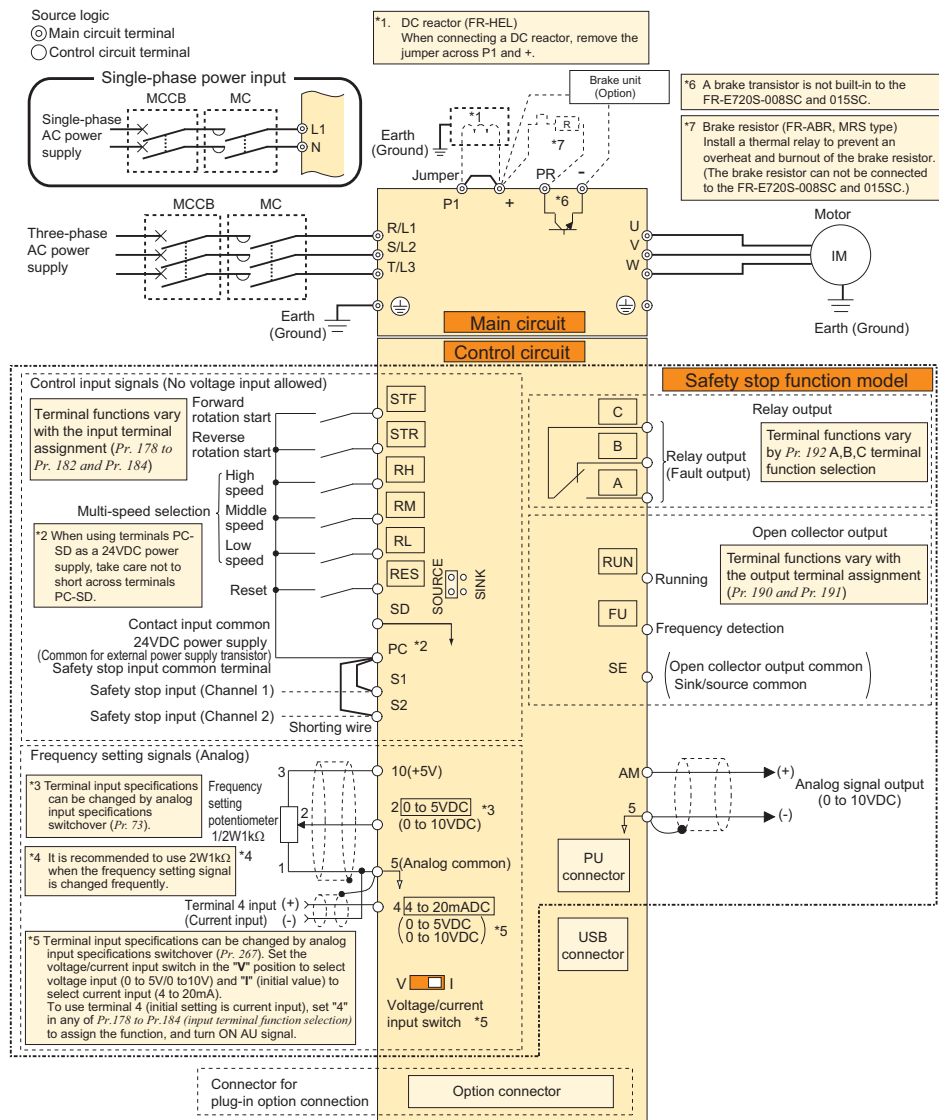 Source logic
Main circuit terminal
Control circuit terminal
*1. DC reactor (FR-HEL)
When connecting a DC reactor, remove the
jumper across P1 and +.
Single-phase power input
MCCB
MC
Single-phase
AC power
supply
L1
N
Earth
(Ground)
*1
Brake unit
(Option)
R
*7
Jumper
P1
+
PR
-
*6
*6 A brake transistor is not built-in to the
FR-E720S-008SC and 015SC.
*7 Brake resistor (FR-ABR, MRS type)
Install a thermal relay to prevent an
overheat and burnout of the brake resistor.
(The brake resistor can not be connected
to the FR-E720S-008SC and 015SC.)
MCCB
MC
Three-phase
AC power
supply
R/L1
S/L2
T/L3
U
V
W
Motor
IM
Earth
(Ground)
Earth (Ground)
Main circuit
Control circuit
Safety stop function model
Control input signals (No voltage input allowed)
Terminal functions vary
with the input terminal
assignment (Pr. 178 to
Pr. 182 and Pr. 184)
Forward
rotation start
Reverse
rotation start
High
speed
Multi-speed selection
Middle
speed
Low
speed
Reset
*2 When using terminals PC-
SD as a 24VDC power
supply, take care not to
short across terminals
PC-SD.
STF
STR
RH
RM
RL
RES
SD
SOURCE
SINK
Contact input common
24VDC power supply
(Common for external power supply transistor)
Safety stop input common terminal
PC *2
Safety stop input (Channel 1)
S1
Safety stop input (Channel 2)
S2
Shorting wire
C
B
A
Relay output
Relay output
(Fault output)
Terminal functions vary
by Pr. 192 A,B,C terminal
function selection
Open collector output
RUN
Running
Terminal functions vary with
the output terminal assignment
(Pr. 190 and Pr. 191)
FU
Frequency detection
SE
Open collector output common
Sink/source common
Frequency setting signals (Analog)
*3 Terminal input specifications
can be changed by analog
input specifications
switchover (Pr. 73).
Frequency
setting
potentiometer
1/2W1kΩ
*4
3
2
1
*4 It is recommended to use 2W1kΩ
when the frequency setting signal
is changed frequently.
10(+5V)
2 0 to 5VDC *3
(0 to 10VDC)
5(Analog common)
Terminal 4 input (+)
(Current input) (-)
4 4 to 20mADC
0 to 5VDC
0 to 10VDC
*5
*5 Terminal input specifications can be changed by analog
input specifications switchover (Pr. 267). Set the
voltage/current input switch in the "V" position to select
voltage input (0 to 5V/0 to10V) and "I" (initial value) to
select current input (4 to 20mA).
To use terminal 4 (initial setting is current input), set "4"
in any of Pr.178 to Pr.184 (input terminal function selection)
to assign the function, and turn ON AU signal.
V
I
Voltage/current
input switch *5
AM
(+)
5
(-)
Analog signal output
(0 to 10VDC)
PU
connector
USB
connector
Connector for
plug-in option connection
Option connector